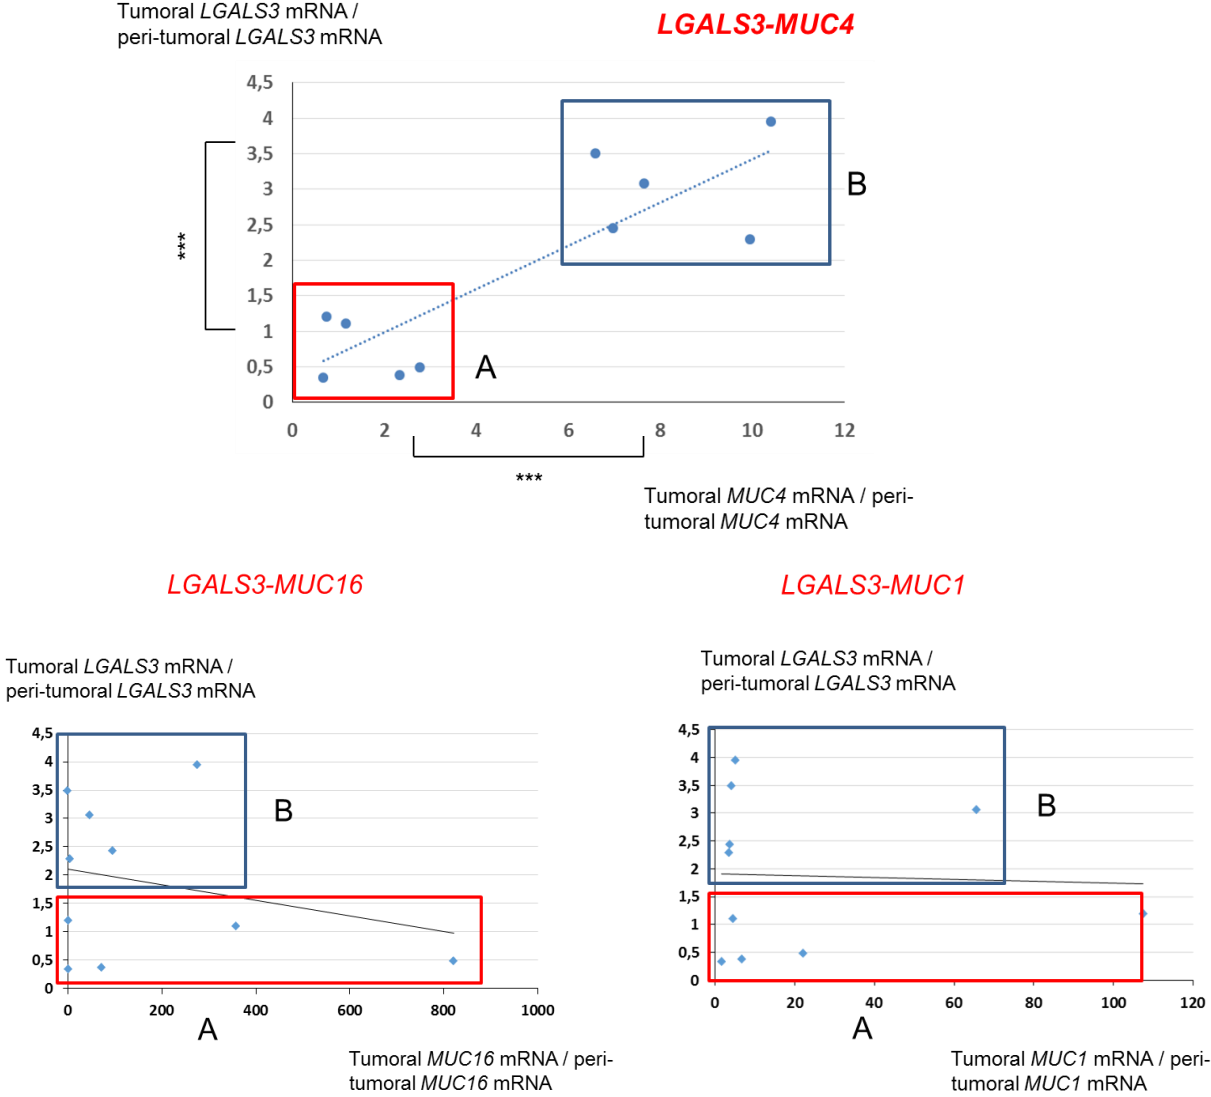 Tumoral LGALS3 mRNA /
peri-tumoral LGALS3 mRNA
LGALS3-MUC4
4,5
4
3,5
3
2,5
2
1,5
1
0,5
0
***
B
A
0 2 4 6 8 10 12
***
Tumoral MUC4 mRNA / peri-
tumoral MUC4 mRNA
LGALS3-MUC16
Tumoral LGALS3 mRNA /
peri-tumoral LGALS3 mRNA
4,5
4
3,5
3
2,5
2
1,5
1
0,5
0
B
0 200 400 600 800 1000
A
Tumoral MUC16 mRNA / peri-
tumoral MUC16 mRNA
LGALS3-MUC1
Tumoral LGALS3 mRNA /
peri-tumoral LGALS3 mRNA
4,5
4
3,5
3
2,5
2
1,5
1
0,5
0
B
0 20 40 60 80 100 120
A
Tumoral MUC1 mRNA / peri-
tumoral MUC1 mRNA